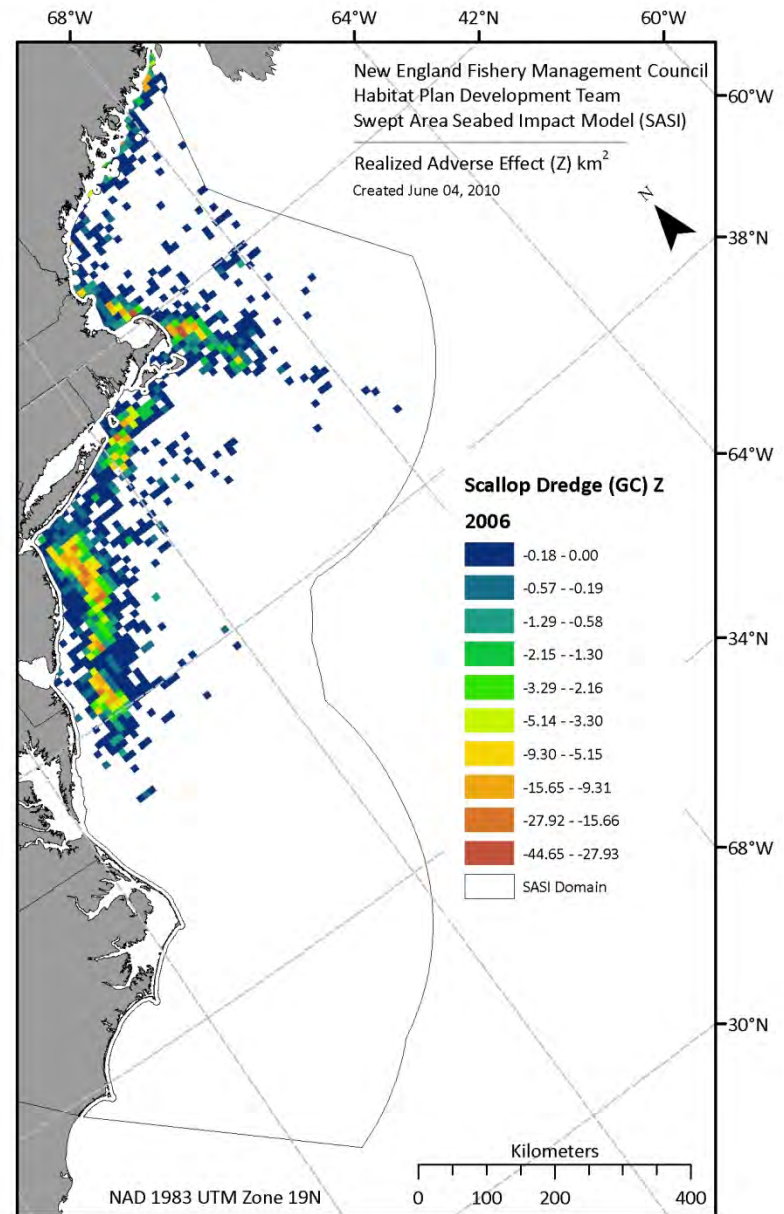 68°W
64°W
42°N
60°W
New England Fishery Management Council
Habitat Plan Development Team
Swept Area Seabed Impact Model (SASI)
Realized Adverse Effect (Z) km²
Created June 04, 2010
N
60°W
38°N
64°W
34°N
68°W
30°N
Scallop Dredge (GC) Z
2006
-0.18 - 0.00
-0.57 - -0.19
-1.29 - -0.58
-2.15 - -1.30
-3.29 - -2.16
-5.14 - -3.30
-9.30 - -5.15
-15.65 - -9.31
-27.92 - -15.66
-44.65 - -27.93
SASI Domain
Kilometers
0 100 200 400
NAD 1983 UTM Zone 19N